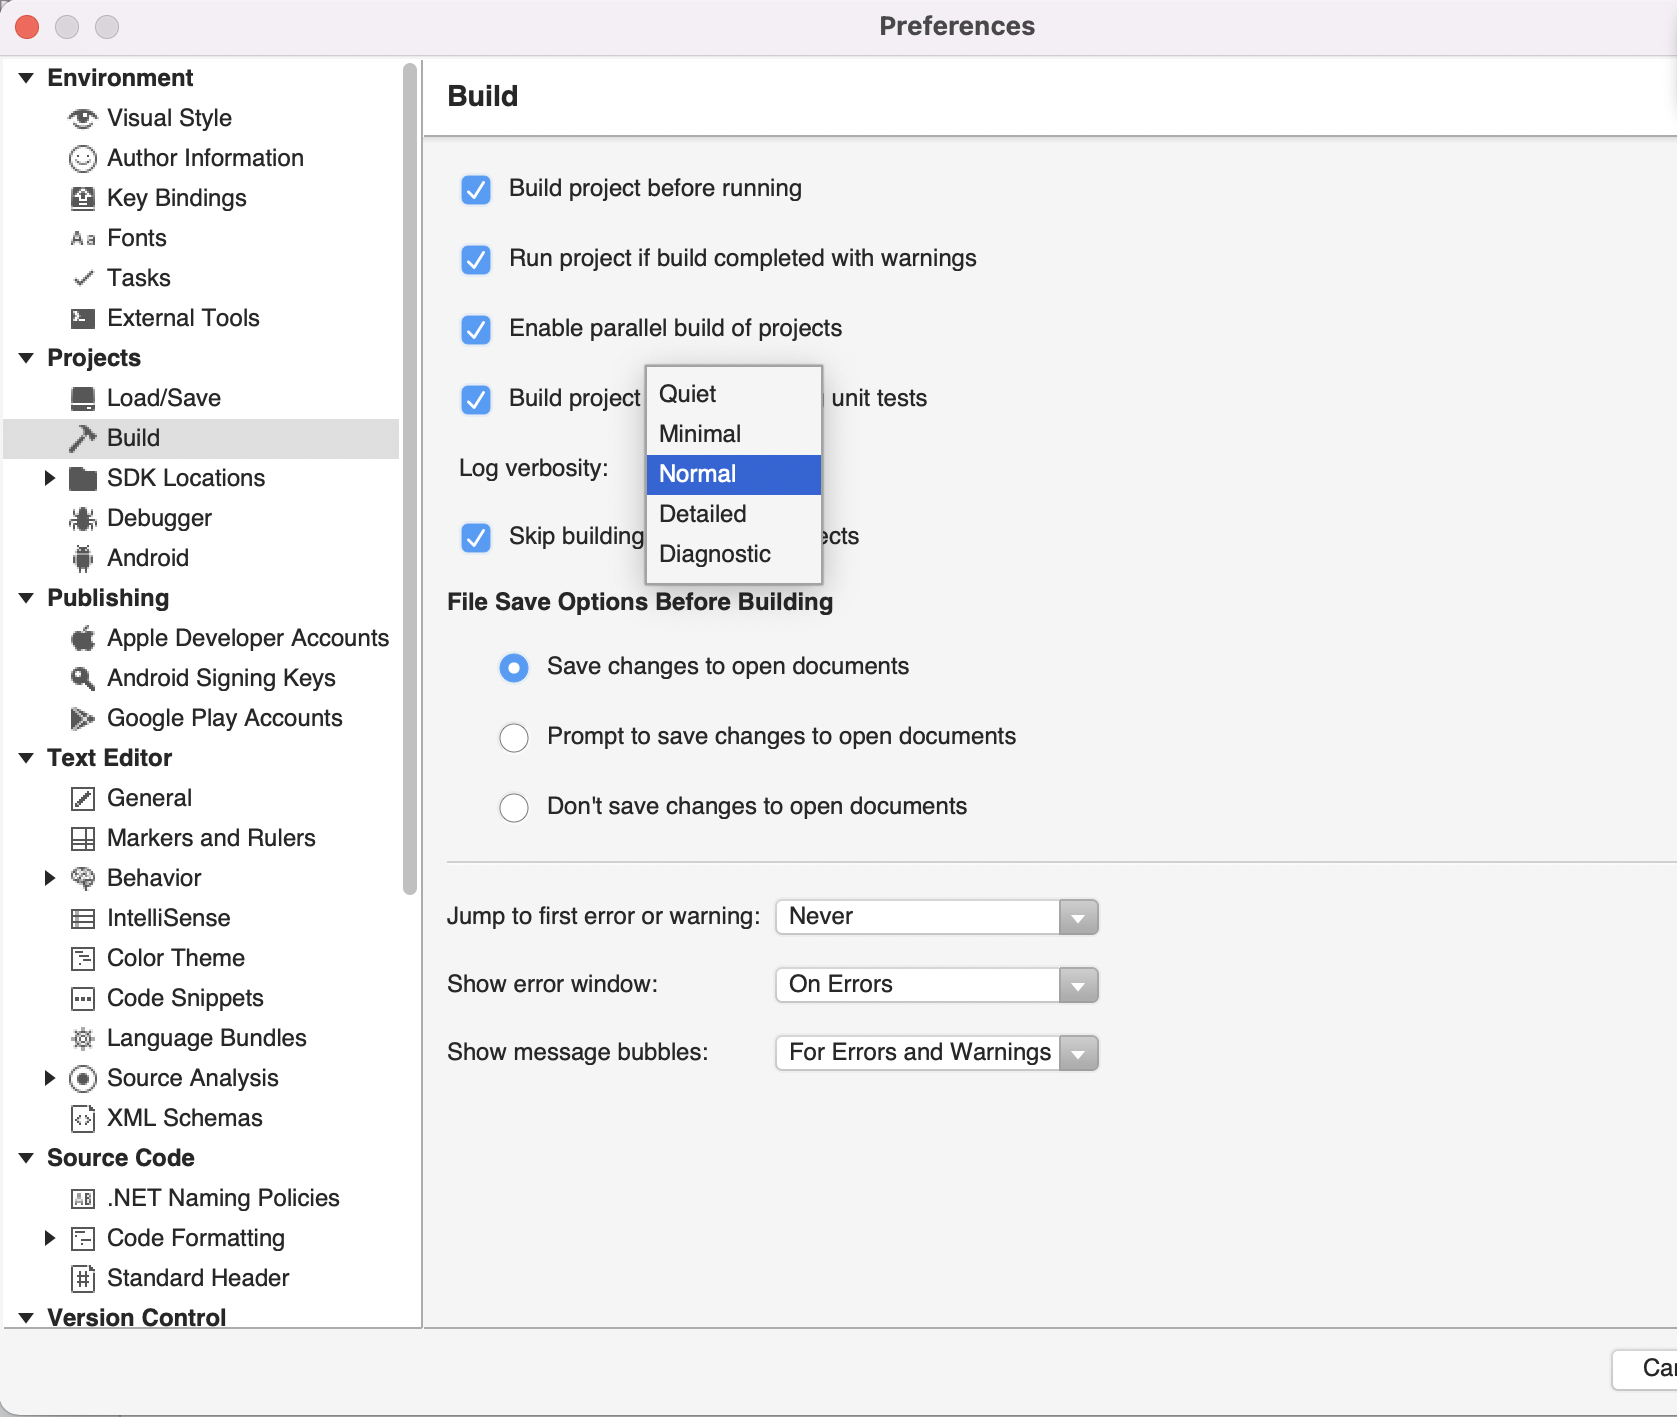 Preferences
Environment
Visual Style
Author Information
Key Bindings
Fonts
Tasks
External Tools
Projects
Load/Save
Build
SDK Locations
Debugger
Android
Publishing
Apple Developer Accounts
Android Signing Keys
Google Play Accounts
Text Editor
General
Markers and Rulers
Behavior
IntelliSense
Color Theme
Code Snippets
Language Bundles
Source Analysis
XML Schemas
Source Code
.NET Naming Policies
Code Formatting
Standard Header
Version Control
Build
Build project before running
Run project if build completed with warnings
Enable parallel build of projects
Build project unit tests
Log verbosity:
Quiet
Minimal
Normal
Detailed
Diagnostic
Skip building
File Save Options Before Building
Save changes to open documents
Prompt to save changes to open documents
Don't save changes to open documents
Jump to first error or warning: Never
Show error window: On Errors
Show message bubbles: For Errors and Warnings